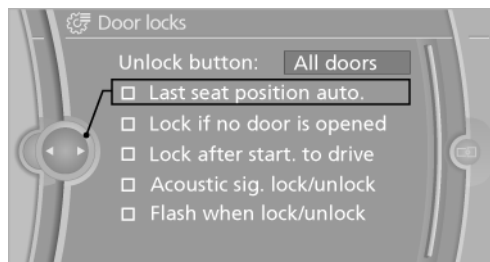 Door locks
Unlock button: All doors
Last seat position auto.
Lock if no door is opened
Lock after start. to drive
Acoustic sig. lock/unlock
Flash when lock/unlock